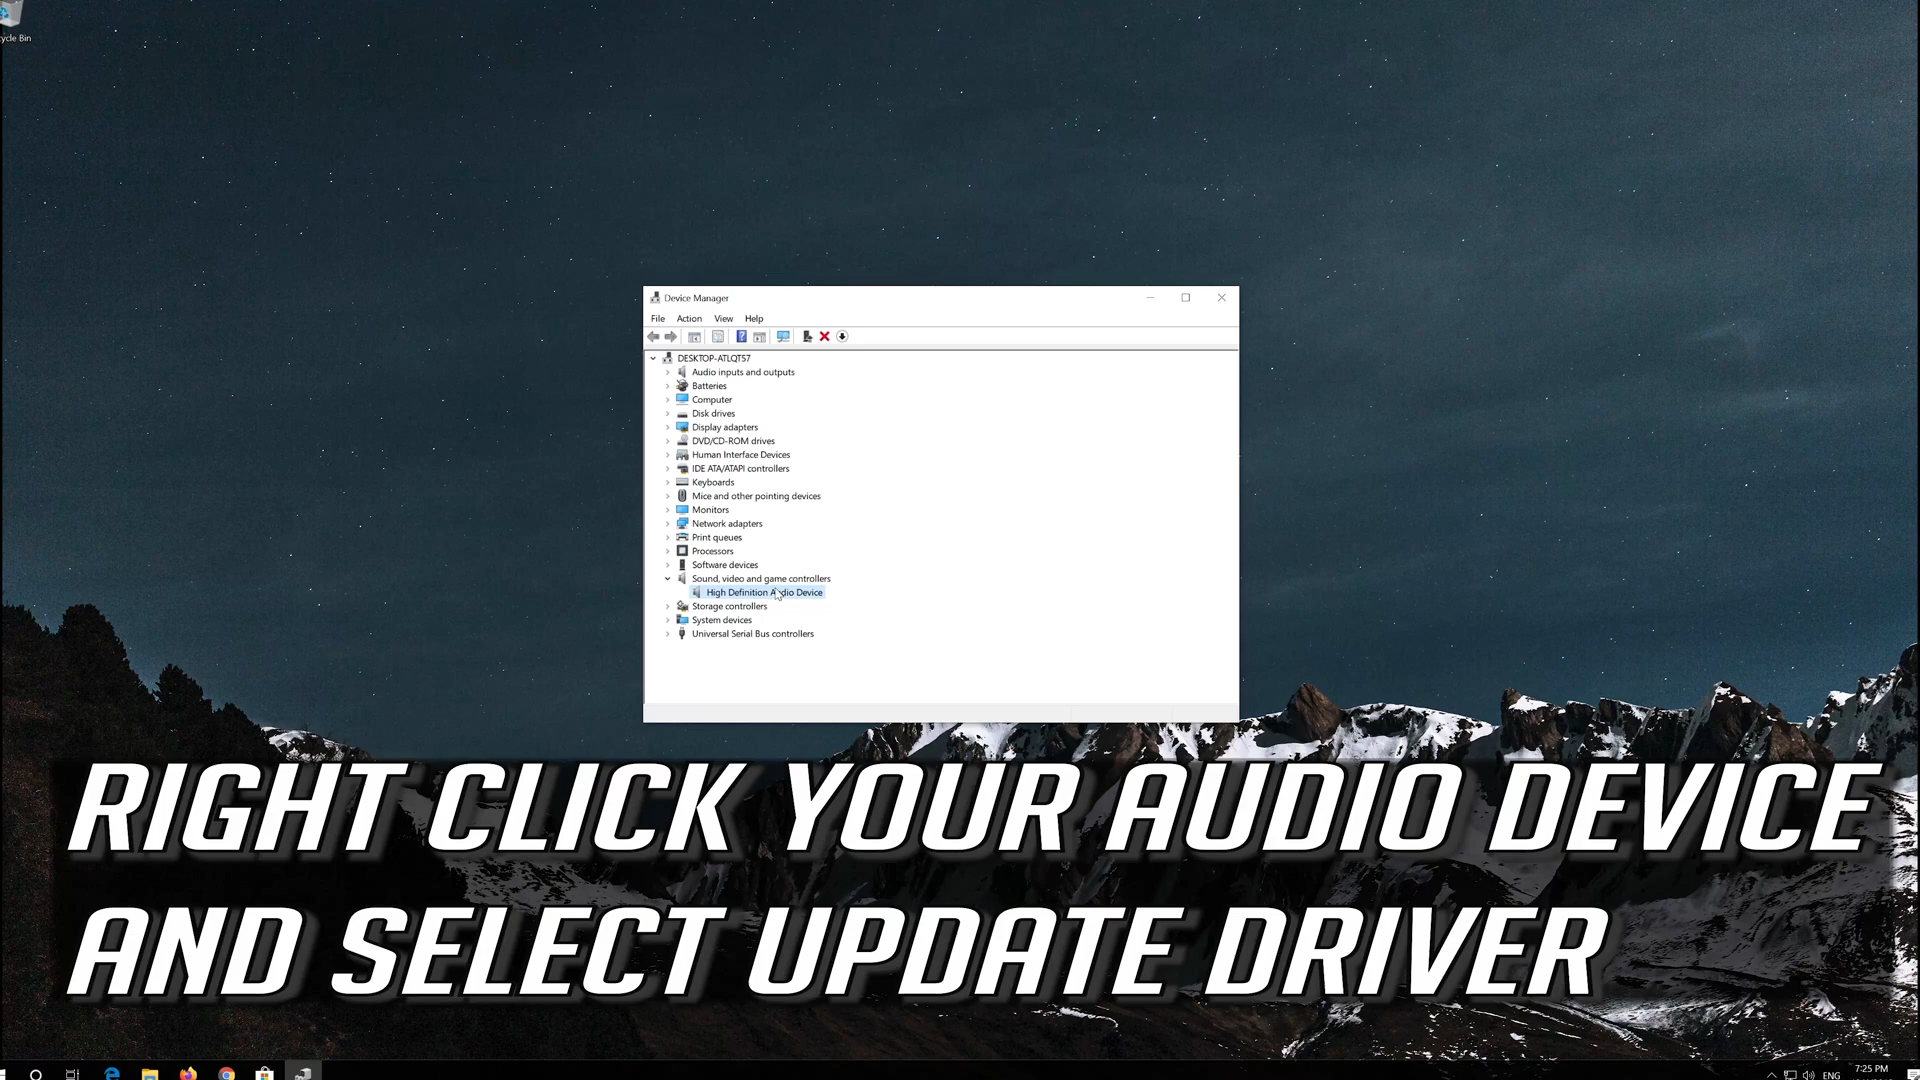 cycle Bin
Device Manager
File Action View Help
DESKTOP-ATLQT57
Audio inputs and outputs
Batteries
Computer
Disk drives
Display adapters
DVD/CD-ROM drives
Human Interface Devices
IDE ATA/ATAPI controllers
Keyboards
Mice and other pointing devices
Monitors
Network adapters
Print queues
Processors
Software devices
Sound, video and game controllers
High Definition Audio Device
Storage controllers
System devices
Universal Serial Bus controllers
RIGHT CLICK YOUR AUDIO DEVICE
AND SELECT UPDATE DRIVER
ENG
7:25 PM